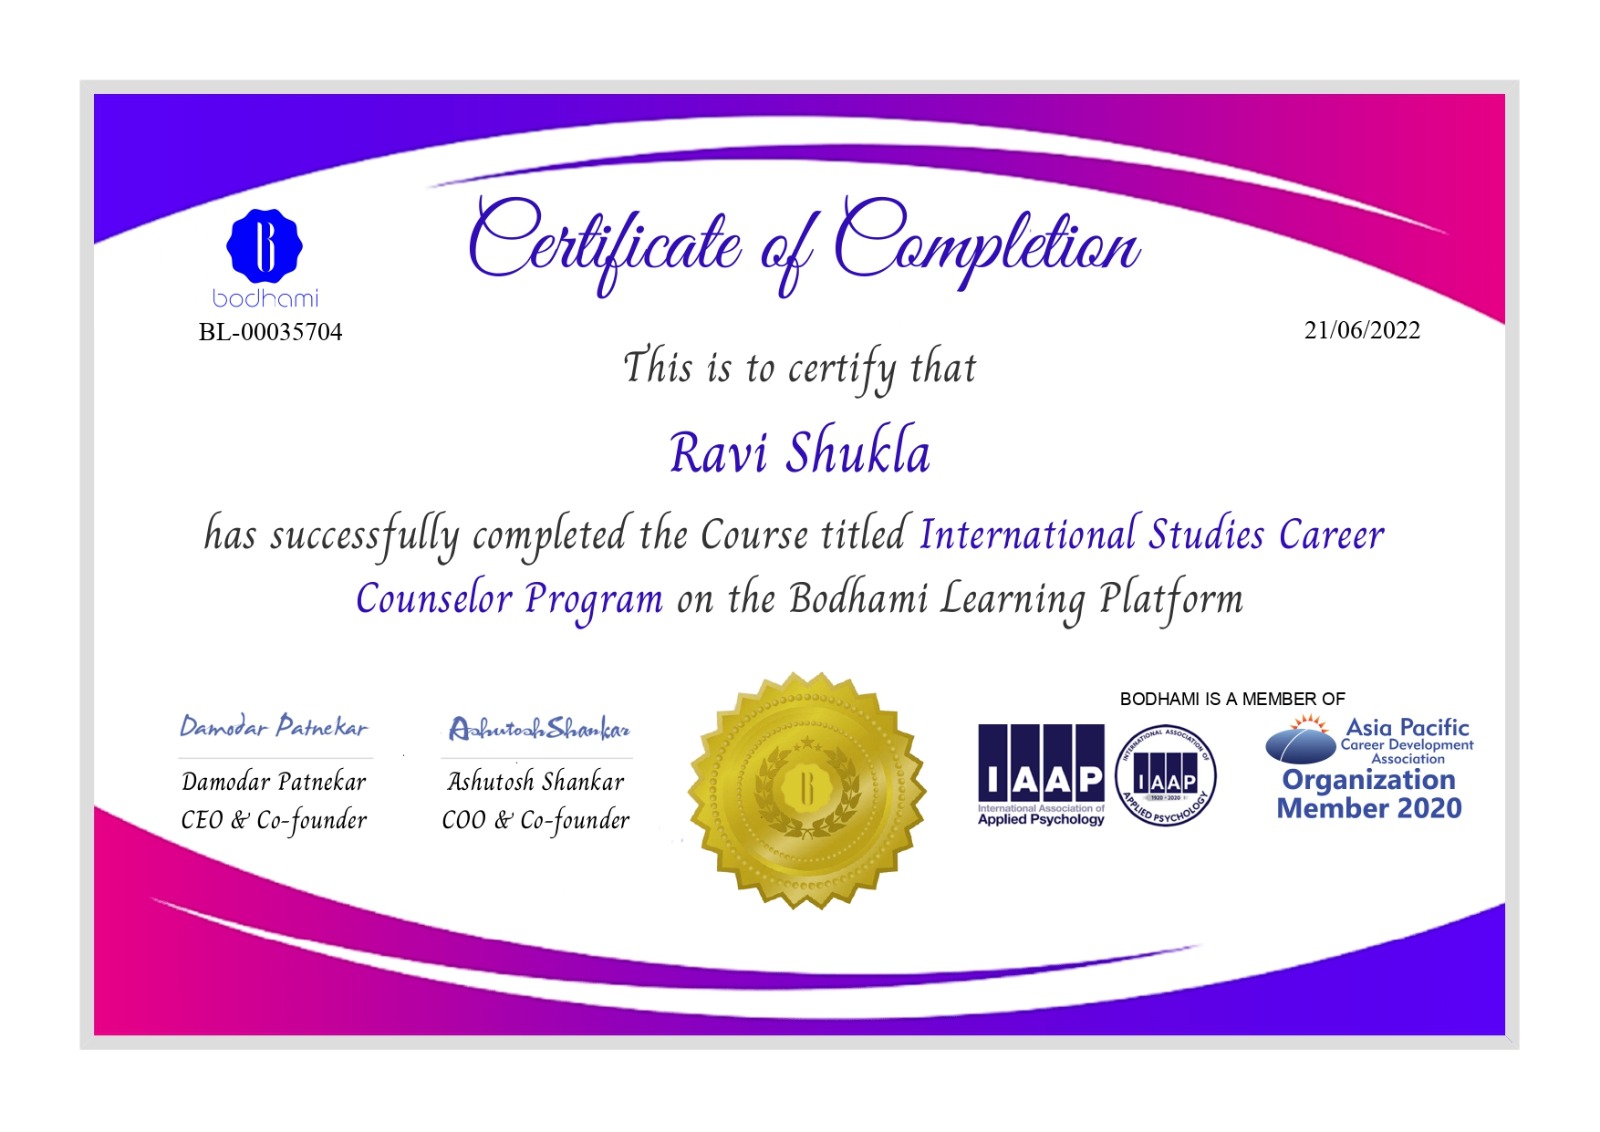 Certificate of Completion
B
bodhami
BL-00035704
21/06/2022
This is to certify that
Ravi Shukla
has successfully completed the Course titled International Studies Career
Counselor Program on the Bodhami Learning Platform
Damodar Patnekar
Damodar Patnekar
CEO & Co-founder
Ashutosh Shankar
Ashutosh Shankar
COO & Co-founder
B
BODHAMI IS A MEMBER OF
IAAP
International Association of
Applied Psychology
INTERNATIONAL ASSOCIATION OF
IAAP
1920 - 2020
APPLIED PSYCHOLOGY
Asia Pacific
Career Development
Association
Organization
Member 2020